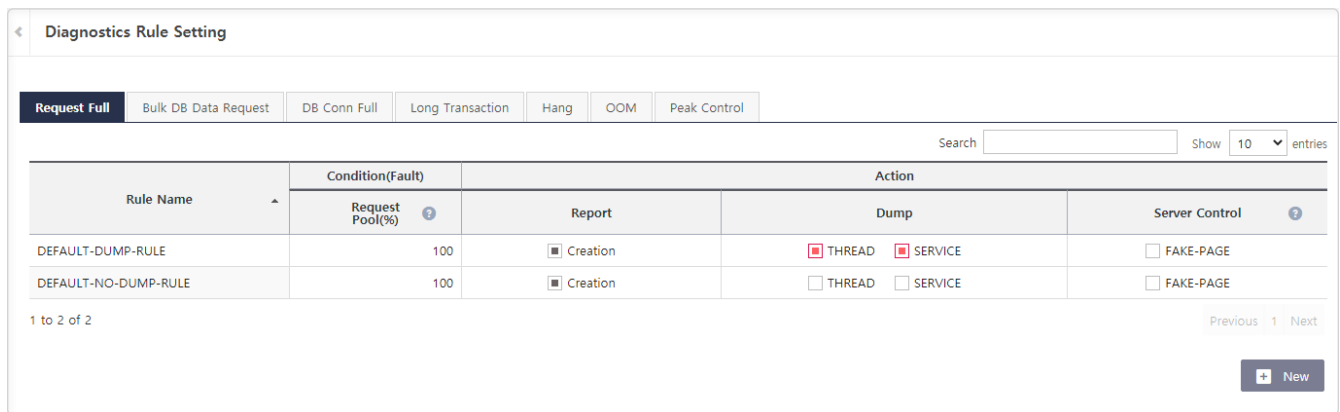 Diagnostics Rule Setting
Request Full Bulk DB Data Request DB Conn Full Long Transaction Hang OOM Peak Control
Search Show 10 entries
Rule Name Condition(Fault) Action
Request Pool(%) ? Report Dump Server Control ?
DEFAULT-DUMP-RULE 100 Creation THREAD SERVICE FAKE-PAGE
DEFAULT-NO-DUMP-RULE 100 Creation THREAD SERVICE FAKE-PAGE
1 to 2 of 2 Previous 1 Next
+ New